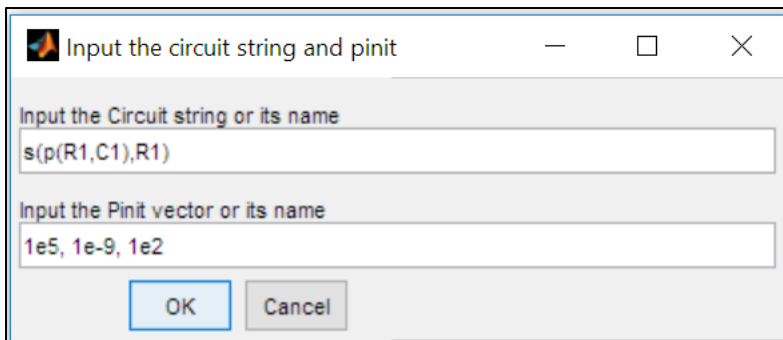 Input the circuit string and pinit
Input the Circuit string or its name
s(p(R1,C1),R1)
Input the Pinit vector or its name
1e5, 1e-9, 1e2
OK Cancel